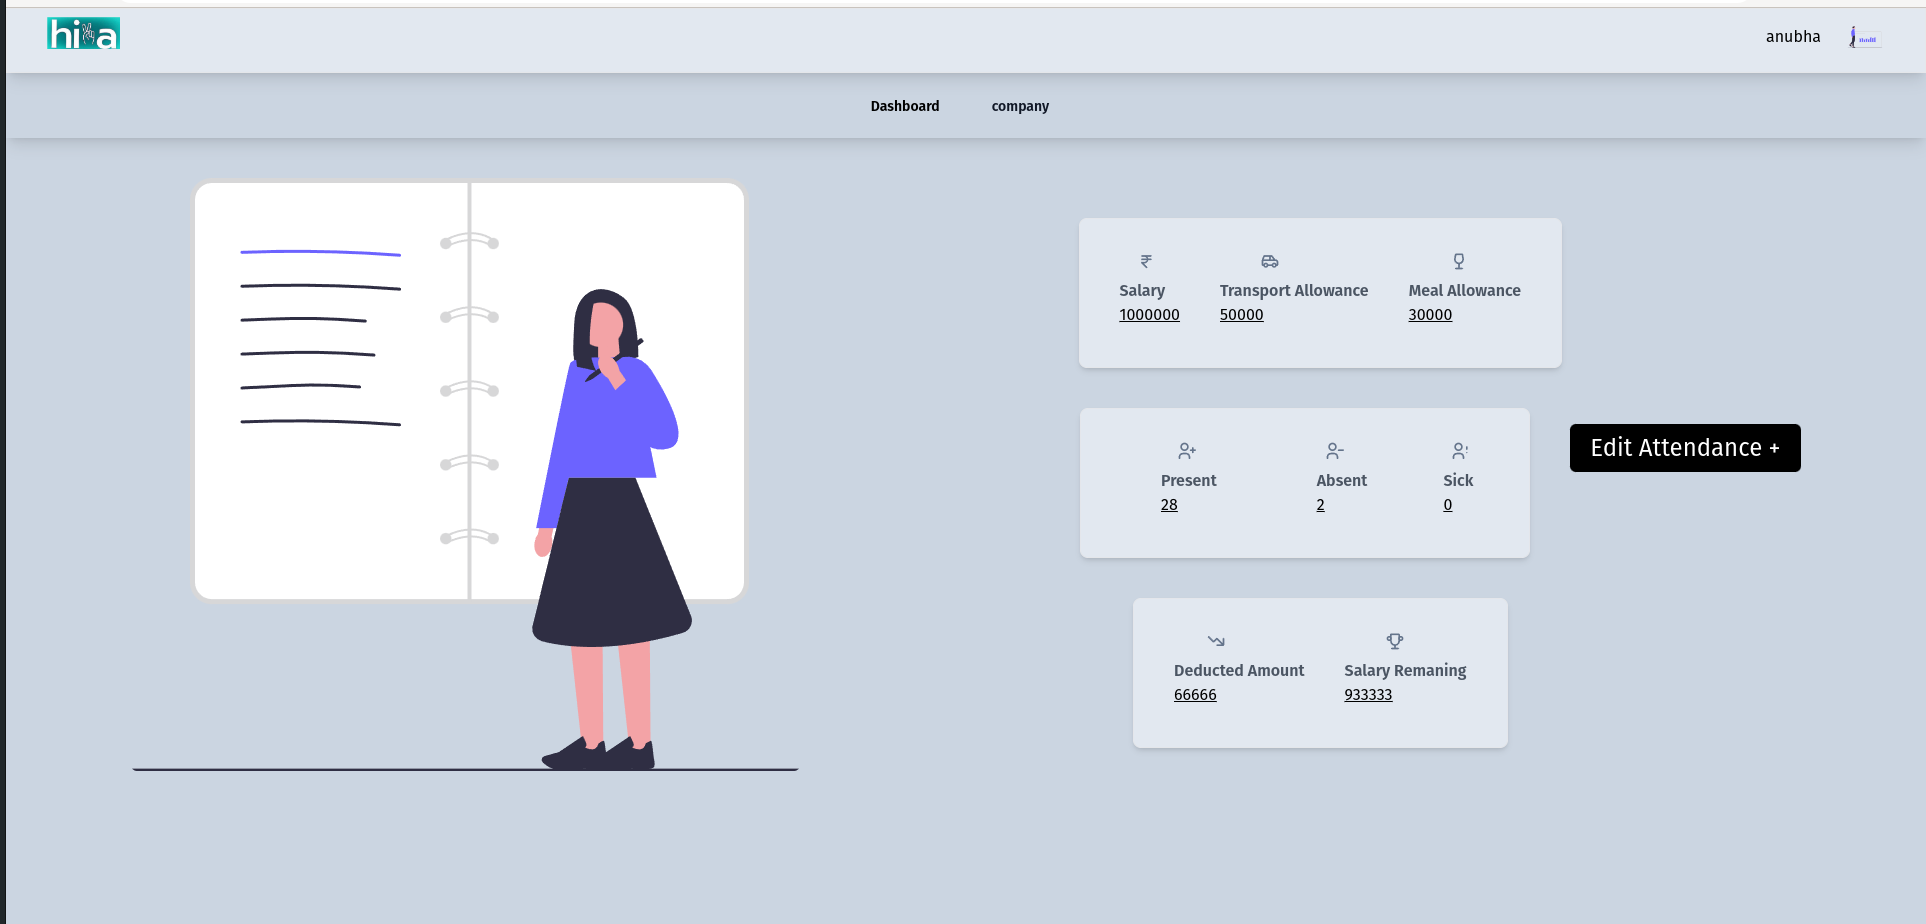 anubha
Dashboard company
Salary Transport Allowance Meal Allowance
1000000 50000 30000
Present Absent Sick
28 2 0
Edit Attendance +
Deducted Amount Salary Remaning
66666 933333